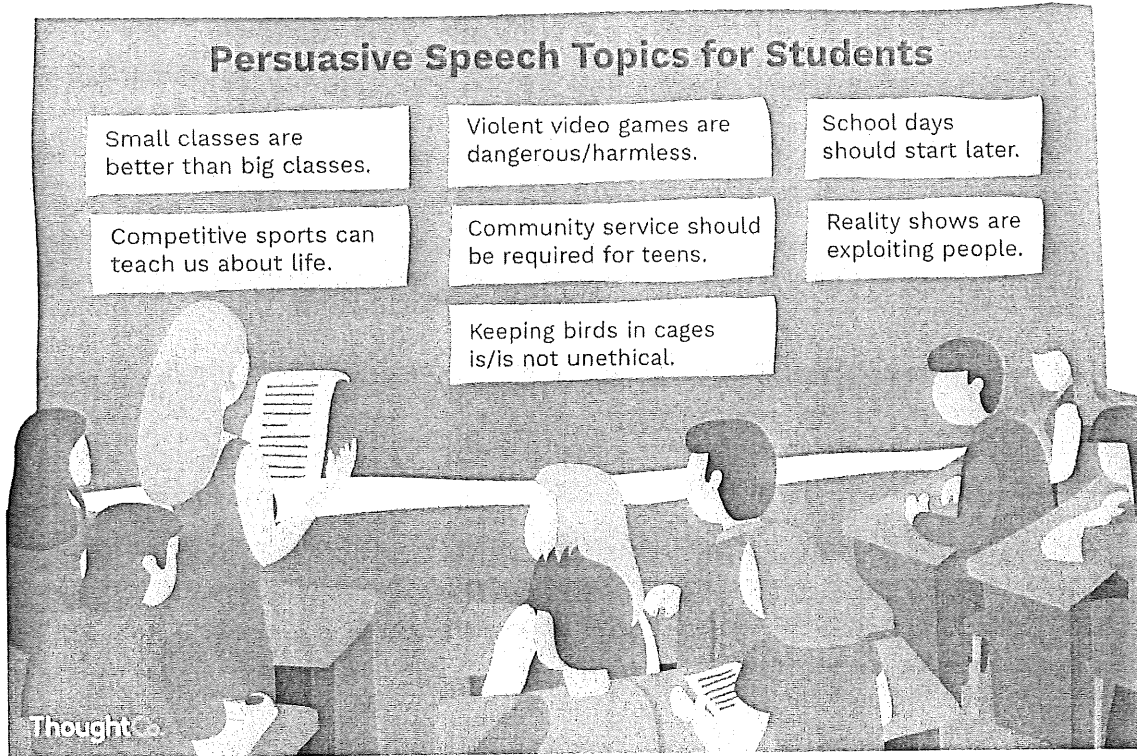 Persuasive Speech Topics for Students
Small classes are
better than big classes.
Violent video games are
dangerous/harmless.
School days
should start later.
Competitive sports can
teach us about life.
Community service should
be required for teens.
Reality shows are
exploiting people.
Keeping birds in cages
is/is not unethical.
ThoughtCo.